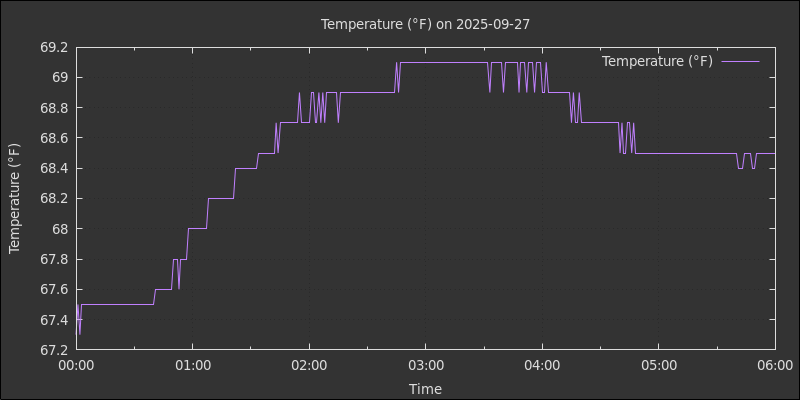 Temperature (°F) on 2025-09-27
Temperature (°F)
Temperature (°F)
69.2
69
68.8
68.6
68.4
68.2
68
67.8
67.6
67.4
67.2
00:00 01:00 02:00 03:00 04:00 05:00 06:00
Time